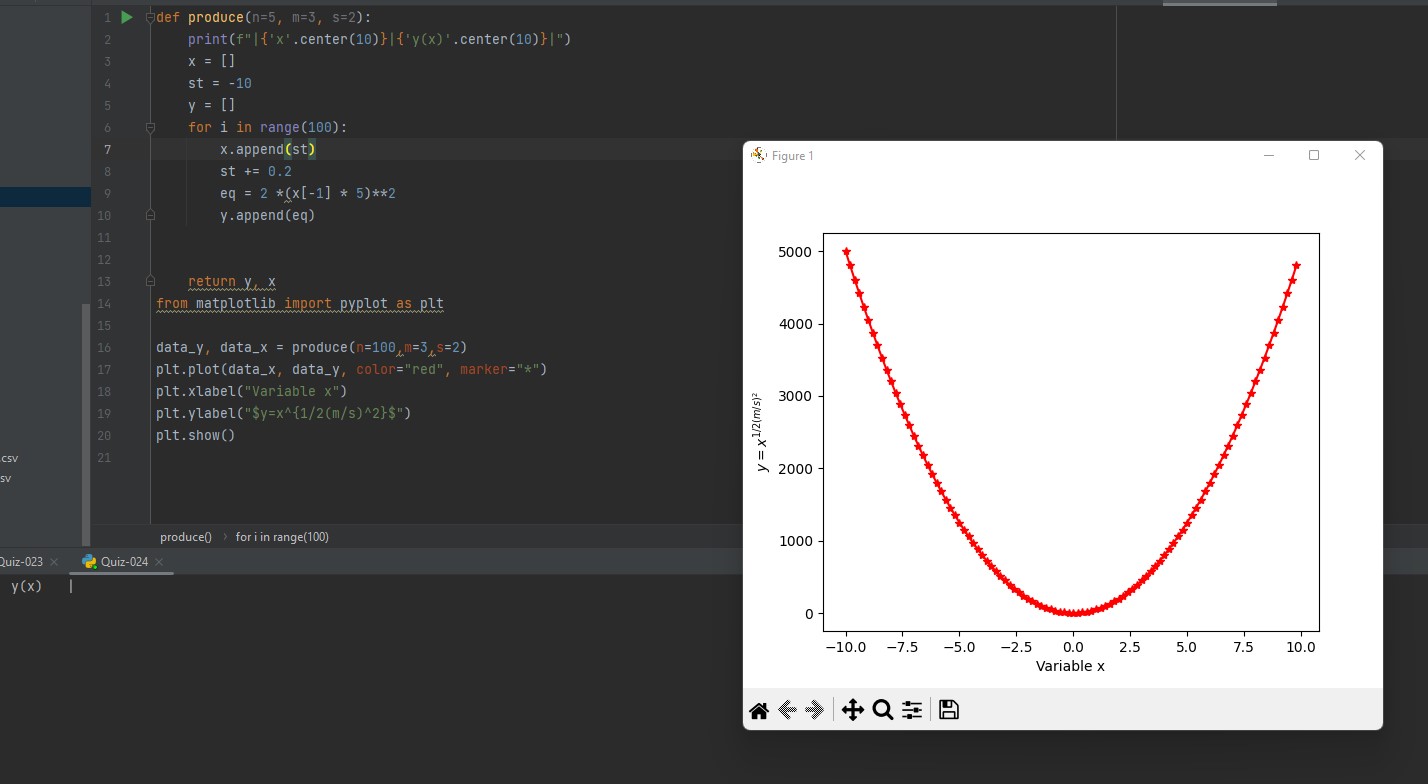 1 def produce(n=5, m=3, s=2):
2 print(f"|{'x'.center(10)}|{'y(x)'.center(10)}|")
3 x = []
4 st = -10
5 y = []
6 for i in range(100):
7 x.append(st)
8 st += 0.2
9 eq = 2 *(x[-1] * 5)**2
10 y.append(eq)
11
12
13 return y, x
14 from matplotlib import pyplot as plt
15
16 data_y, data_x = produce(n=100,m=3,s=2)
17 plt.plot(data_x, data_y, color="red", marker="*")
18 plt.xlabel("Variable x")
19 plt.ylabel("$y=x^{1/2(m/s)^2}$")
20 plt.show()
21
.csv
sv
produce() › for i in range(100)
Quiz-023 × Quiz-024 ×
y(x) |
Figure 1
5000
4000
3000
2000
1000
0
y = x^{1/2(m/s)^2}
−10.0 −7.5 −5.0 −2.5 0.0 2.5 5.0 7.5 10.0
Variable x